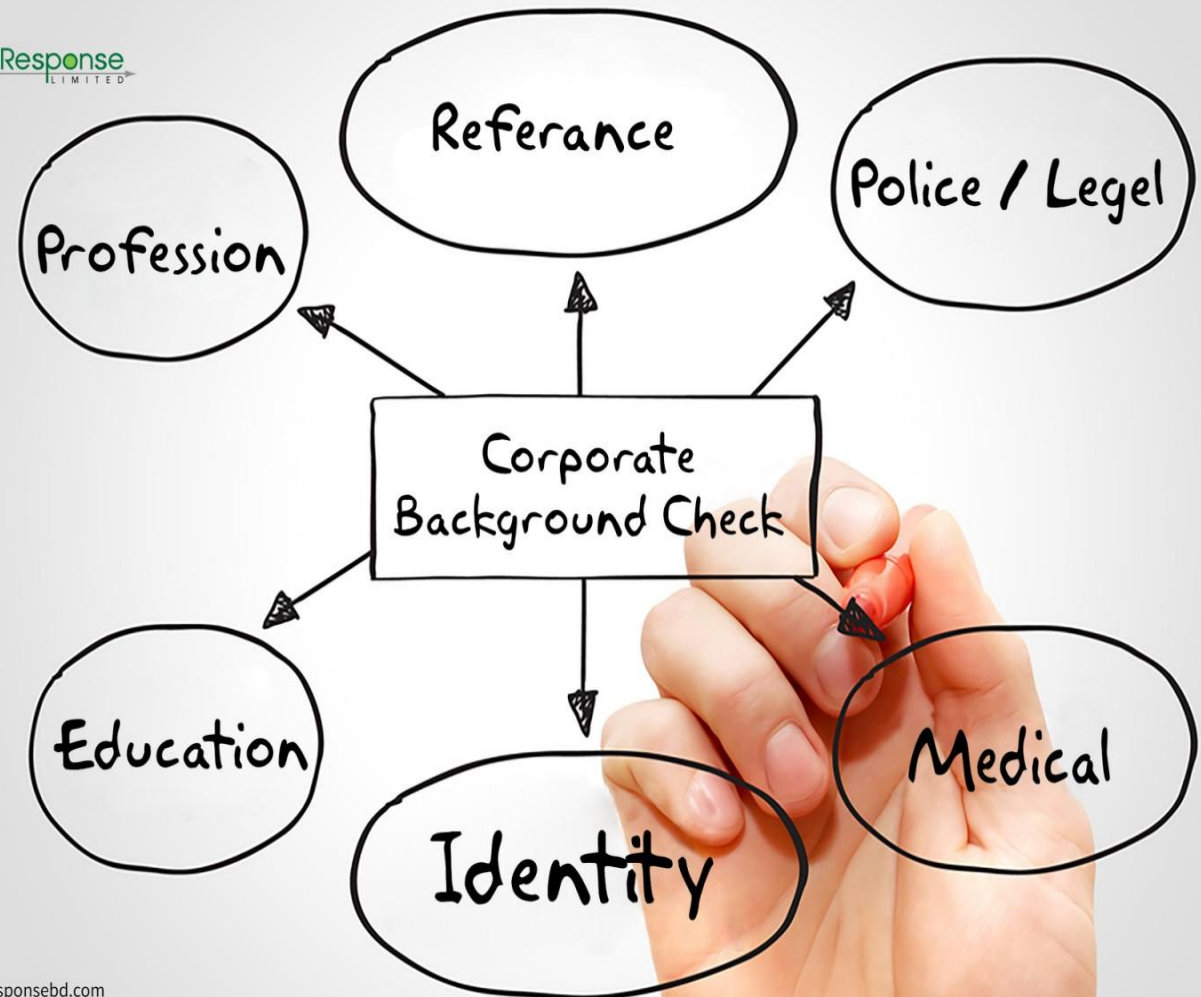 Response
LIMITED
Referance
Police / Legel
Profession
Corporate
Background Check
Education
Medical
Identity
sponsebd.com